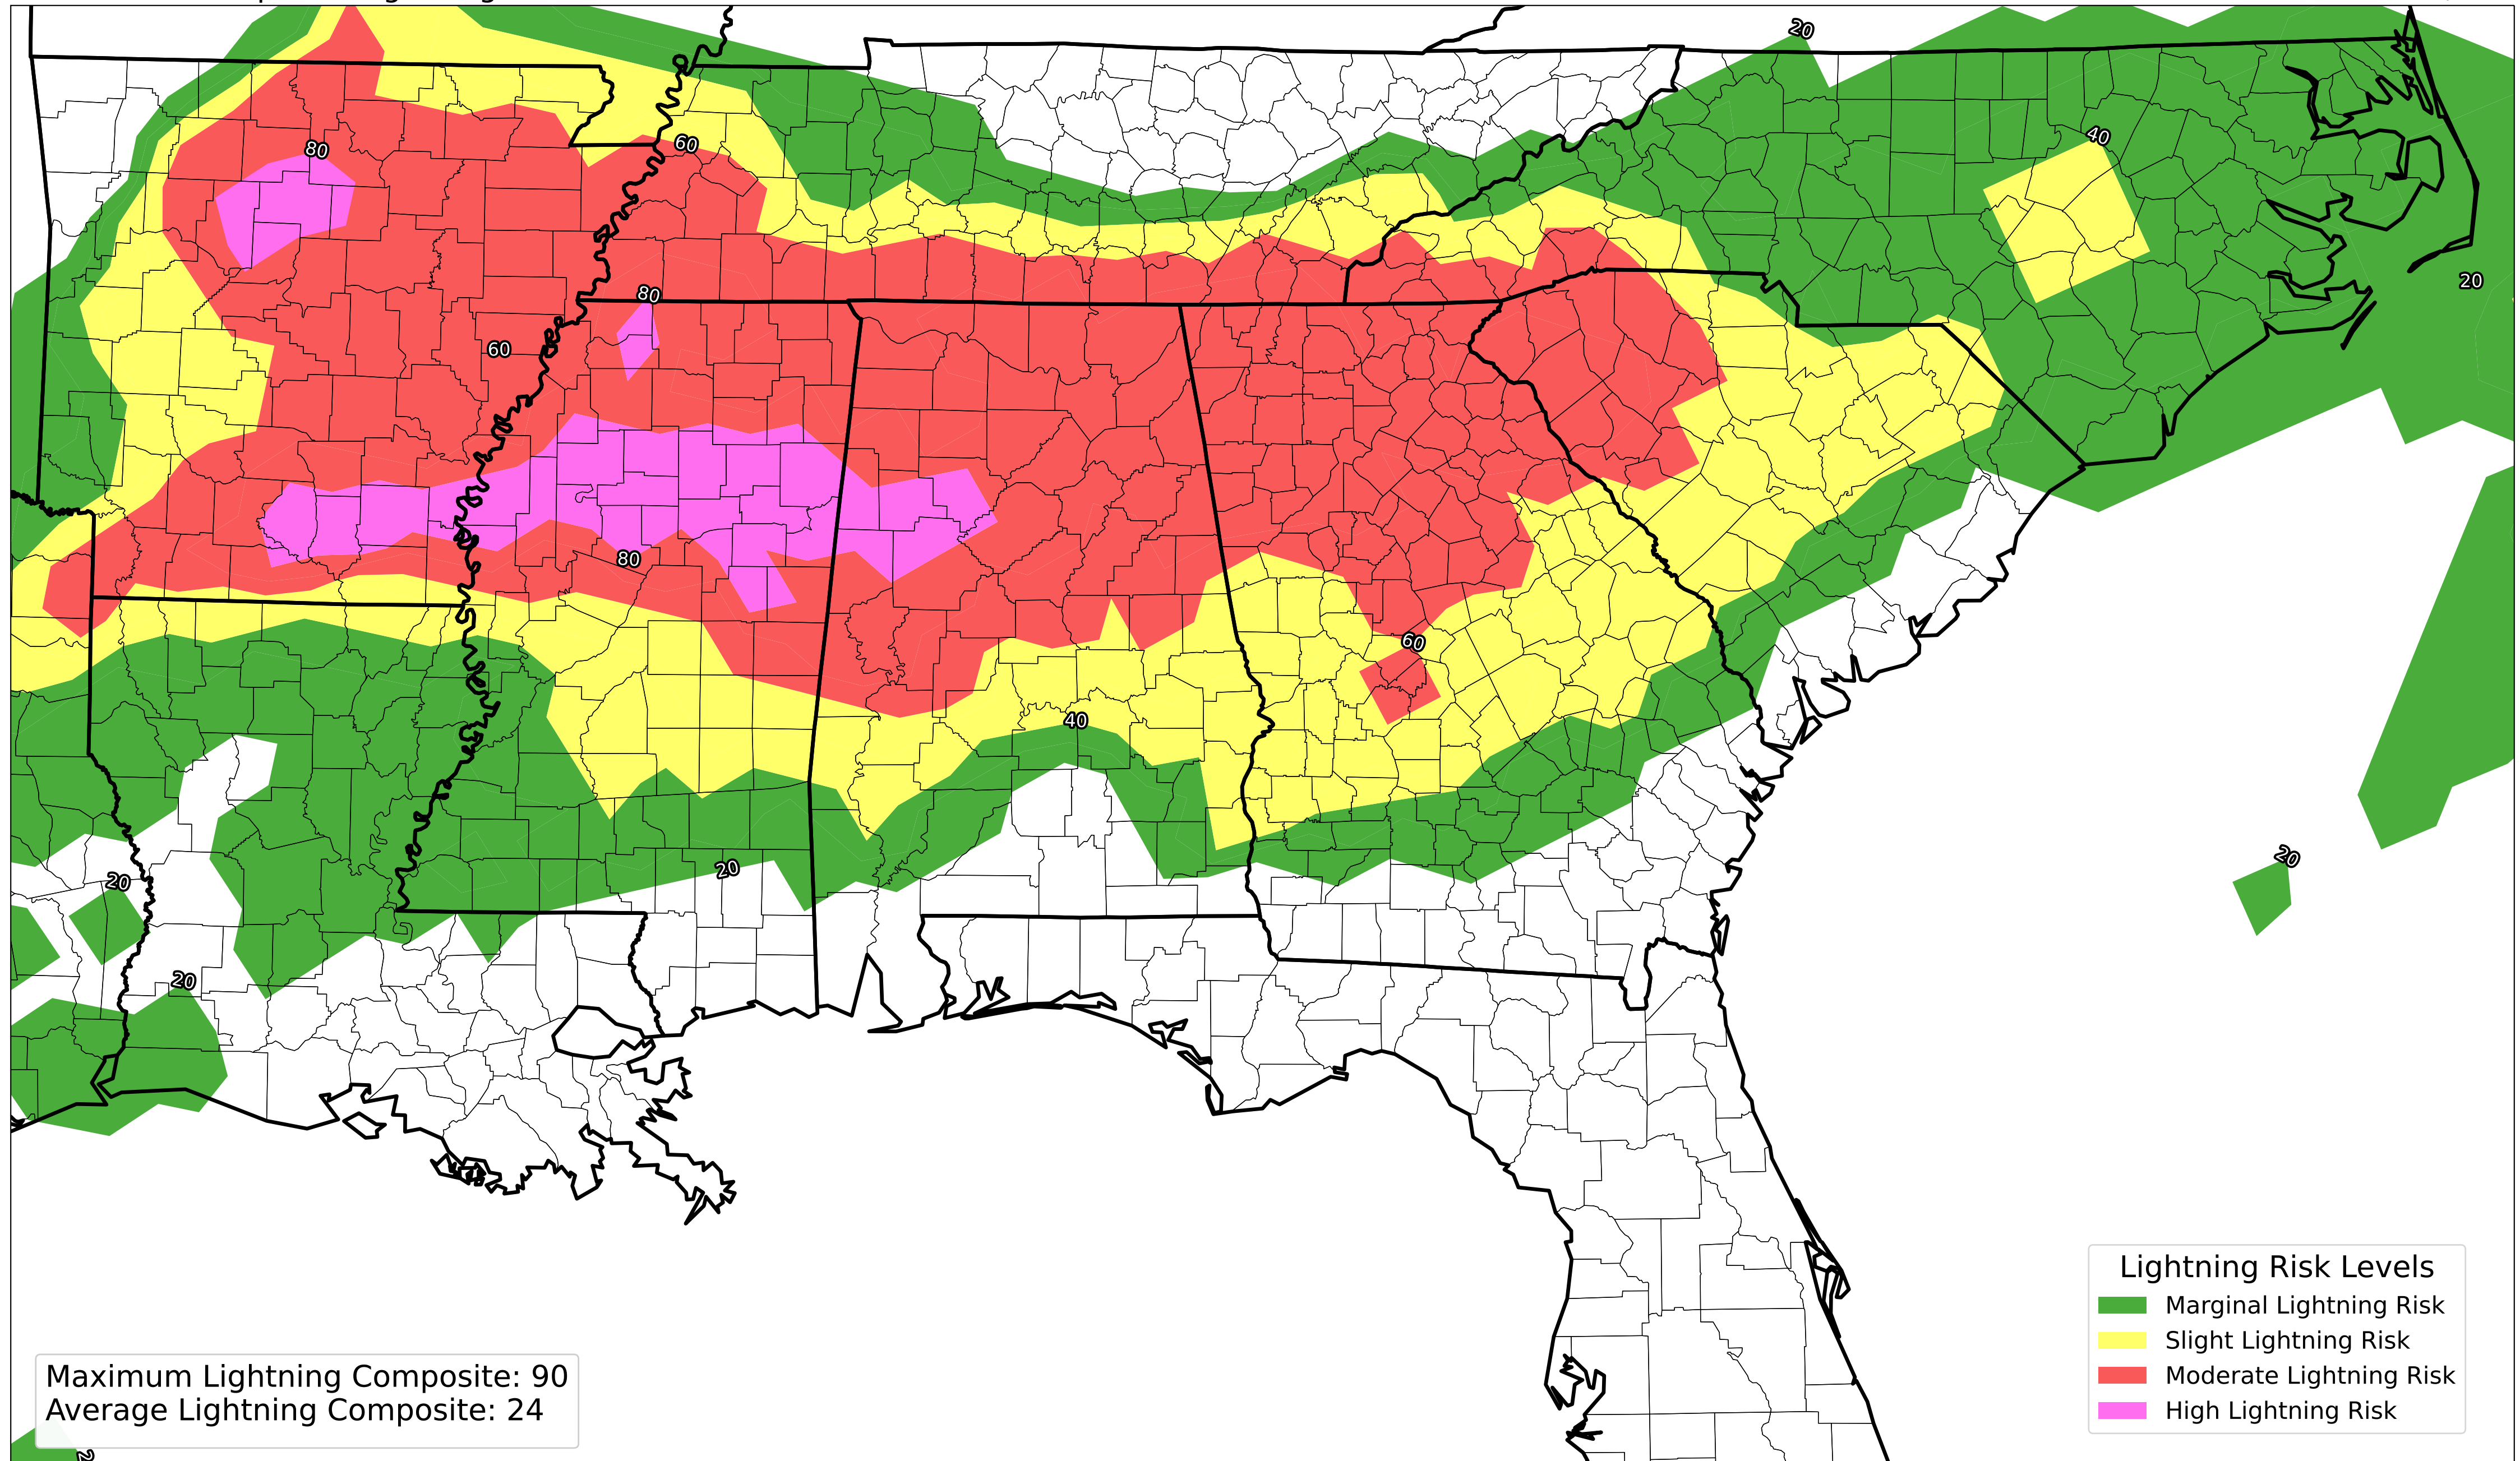 20
80
60
40
80
20
60
80
60
40
20
20
20
20
Lightning Risk Levels
Marginal Lightning Risk
Slight Lightning Risk
Moderate Lightning Risk
High Lightning Risk
Maximum Lightning Composite: 90
Average Lightning Composite: 24